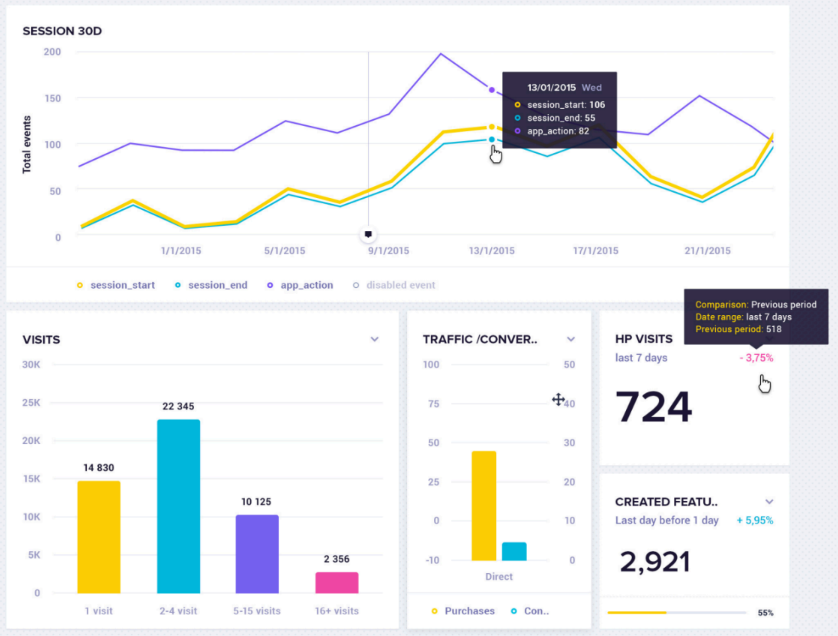 SESSION 30D
Total events
200
150
100
50
0
13/01/2015 Wed
session_start: 106
session_end: 55
app_action: 82
1/1/2015 5/1/2015 9/1/2015 13/1/2015 17/1/2015 21/1/2015
session_start session_end app_action disabled event
VISITS
30K
25K
20K
15K
10K
5K
0
14 830
22 345
10 125
2 356
1 visit 2-4 visit 5-15 visits 16+ visits
TRAFFIC /CONVER..
100 50
75 40
50 30
25 20
0 10
-10 0
Direct
Purchases Con..
Comparison: Previous period
Date range: last 7 days
Previous period: 518
HP VISITS
last 7 days - 3,75%
724
CREATED FEATU..
Last day before 1 day + 5,95%
2,921
55%